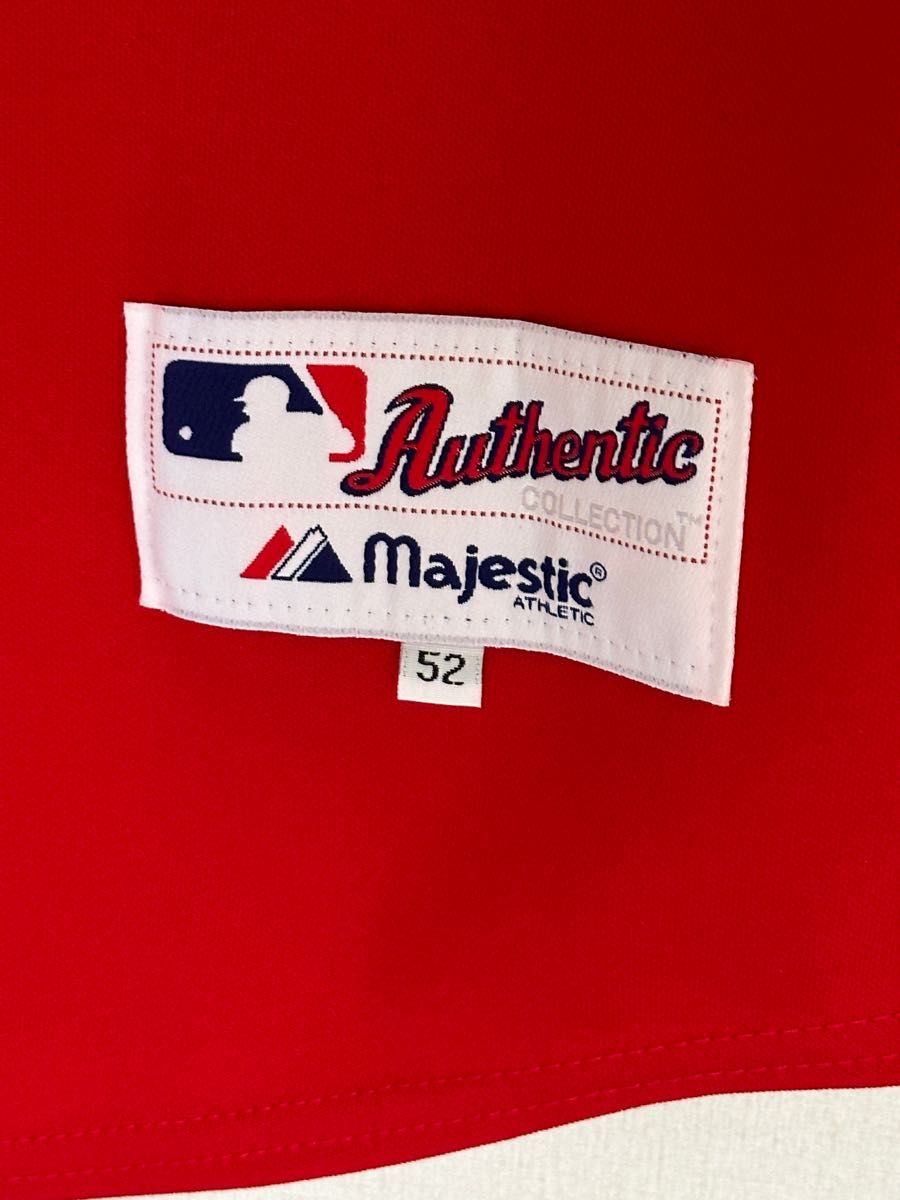 Authentic
COLLECTION™
Majestic®
ATHLETIC
52